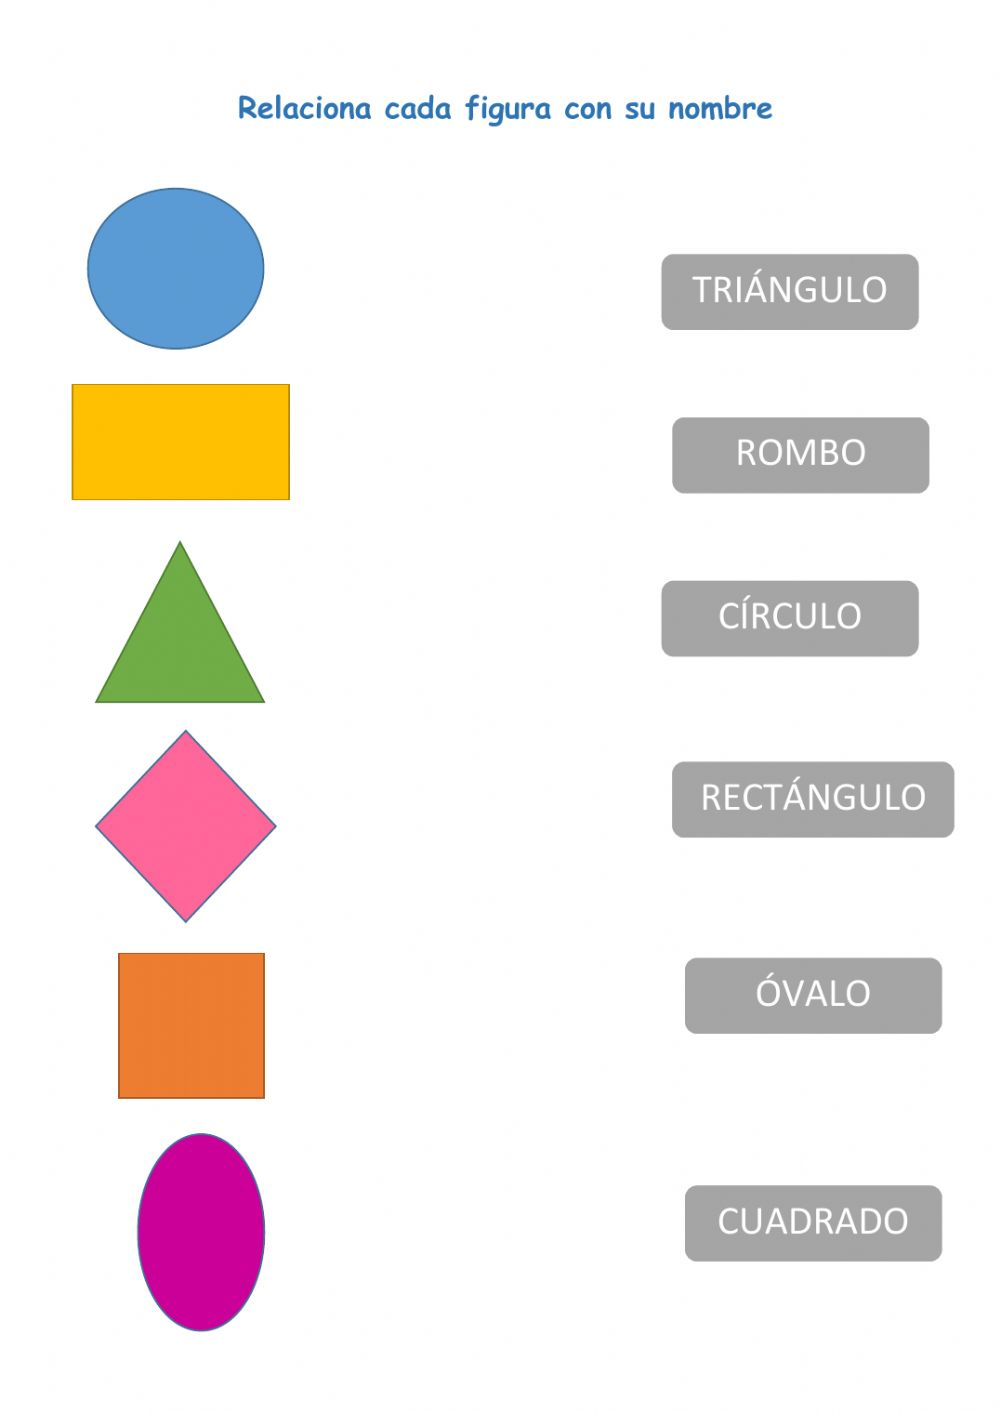 Relaciona cada figura con su nombre
TRIÁNGULO
ROMBO
CÍRCULO
RECTÁNGULO
ÓVALO
CUADRADO